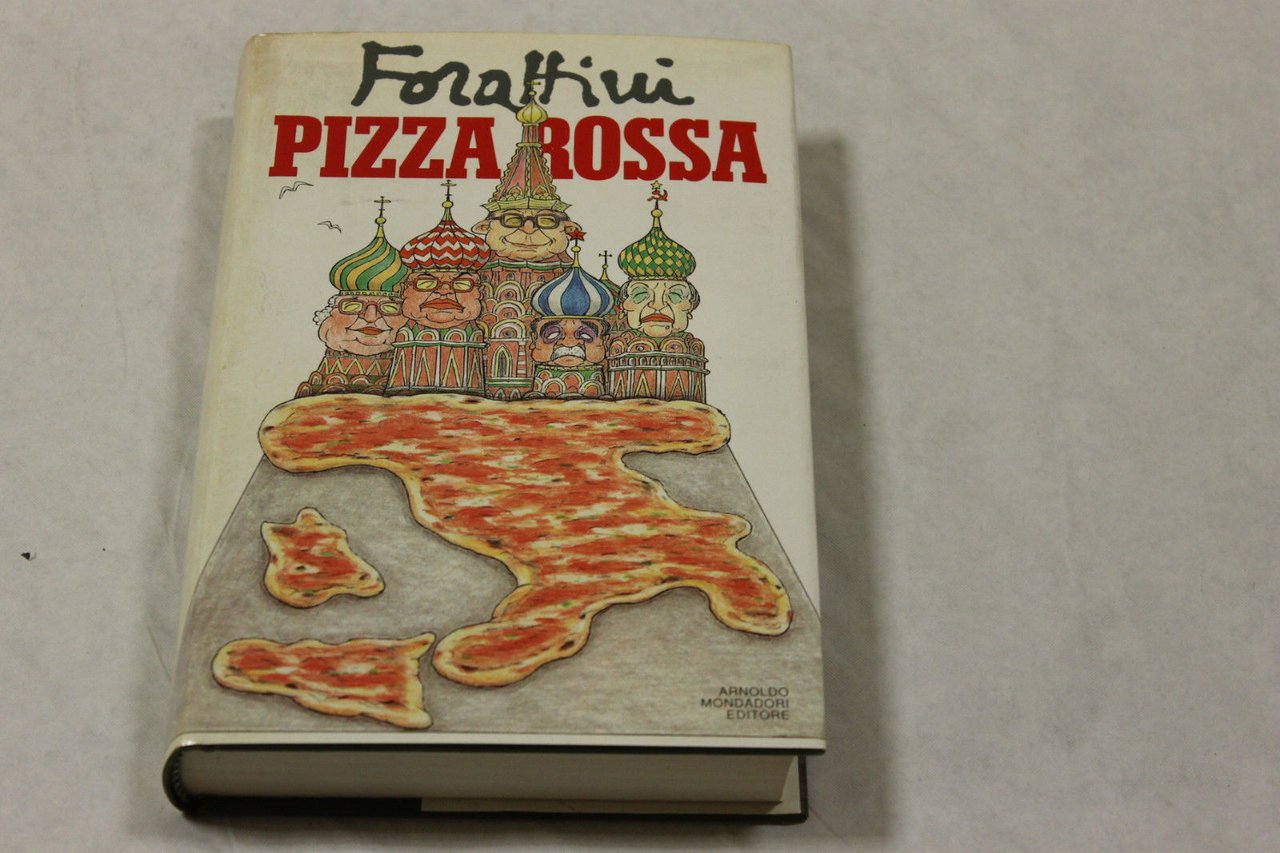 Forattini
PIZZA ROSSA
ARNOLDO
MONDADORI
EDITORE